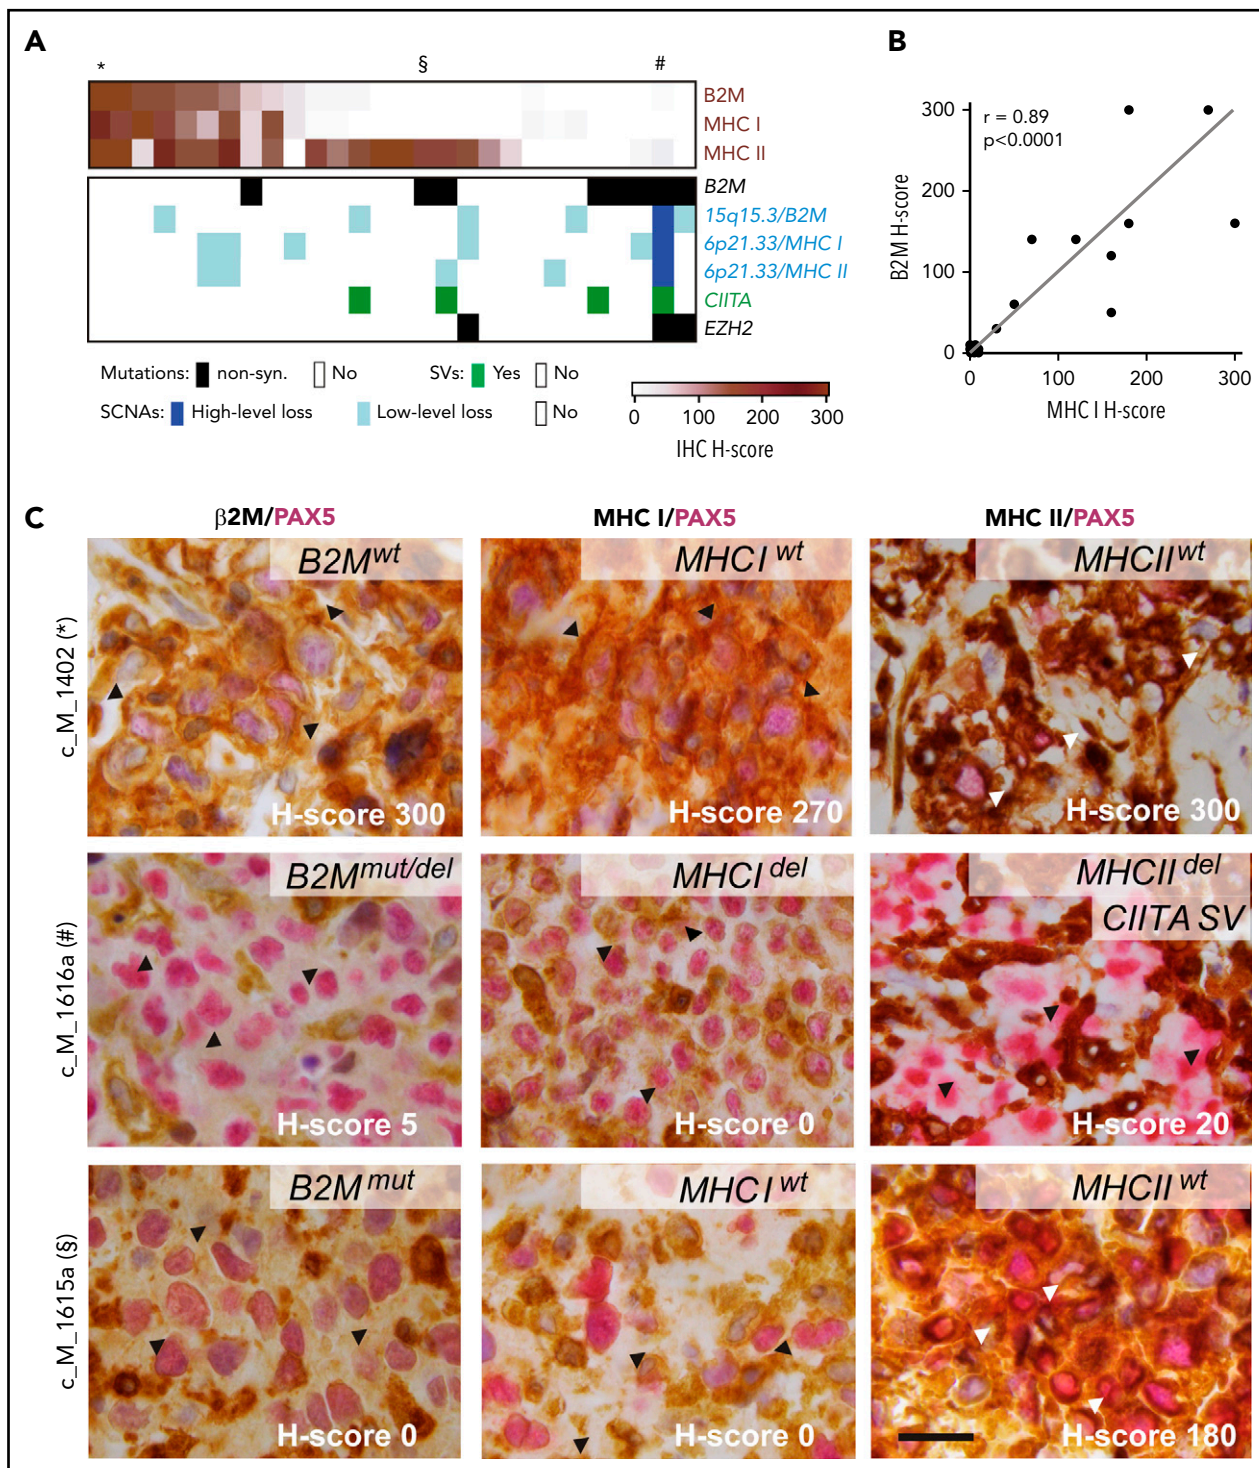 A
* § #
B2M
MHC I
MHC II
B2M
15q15.3/B2M
6p21.33/MHC I
6p21.33/MHC II
CIITA
EZH2
Mutations: non-syn. No SVs: Yes No
SCNAs: High-level loss Low-level loss No
0 100 200 300
IHC H-score
B
r = 0.89
p<0.0001
B2M H-score
300
200
100
0
0 100 200 300
MHC I H-score
C
β2M/PAX5 MHC I/PAX5 MHC II/PAX5
c_M_1402 (*)
B2M wt
H-score 300
MHCI wt
H-score 270
MHCII wt
H-score 300
c_M_1616a (#)
B2M mut/del
H-score 5
MHCI del
H-score 0
MHCII del
CIITA SV
H-score 20
c_M_1615a (§)
B2M mut
H-score 0
MHCI wt
H-score 0
MHCII wt
H-score 180